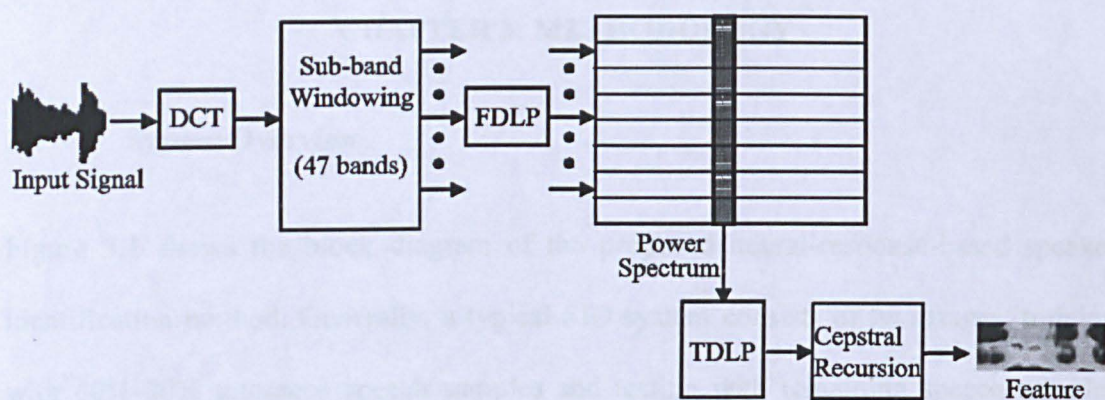 Sub-band
Windowing
(47 bands)
DCT
FDLP
Input Signal
Power
Spectrum
TDLP
Cepstral
Recursion
Feature